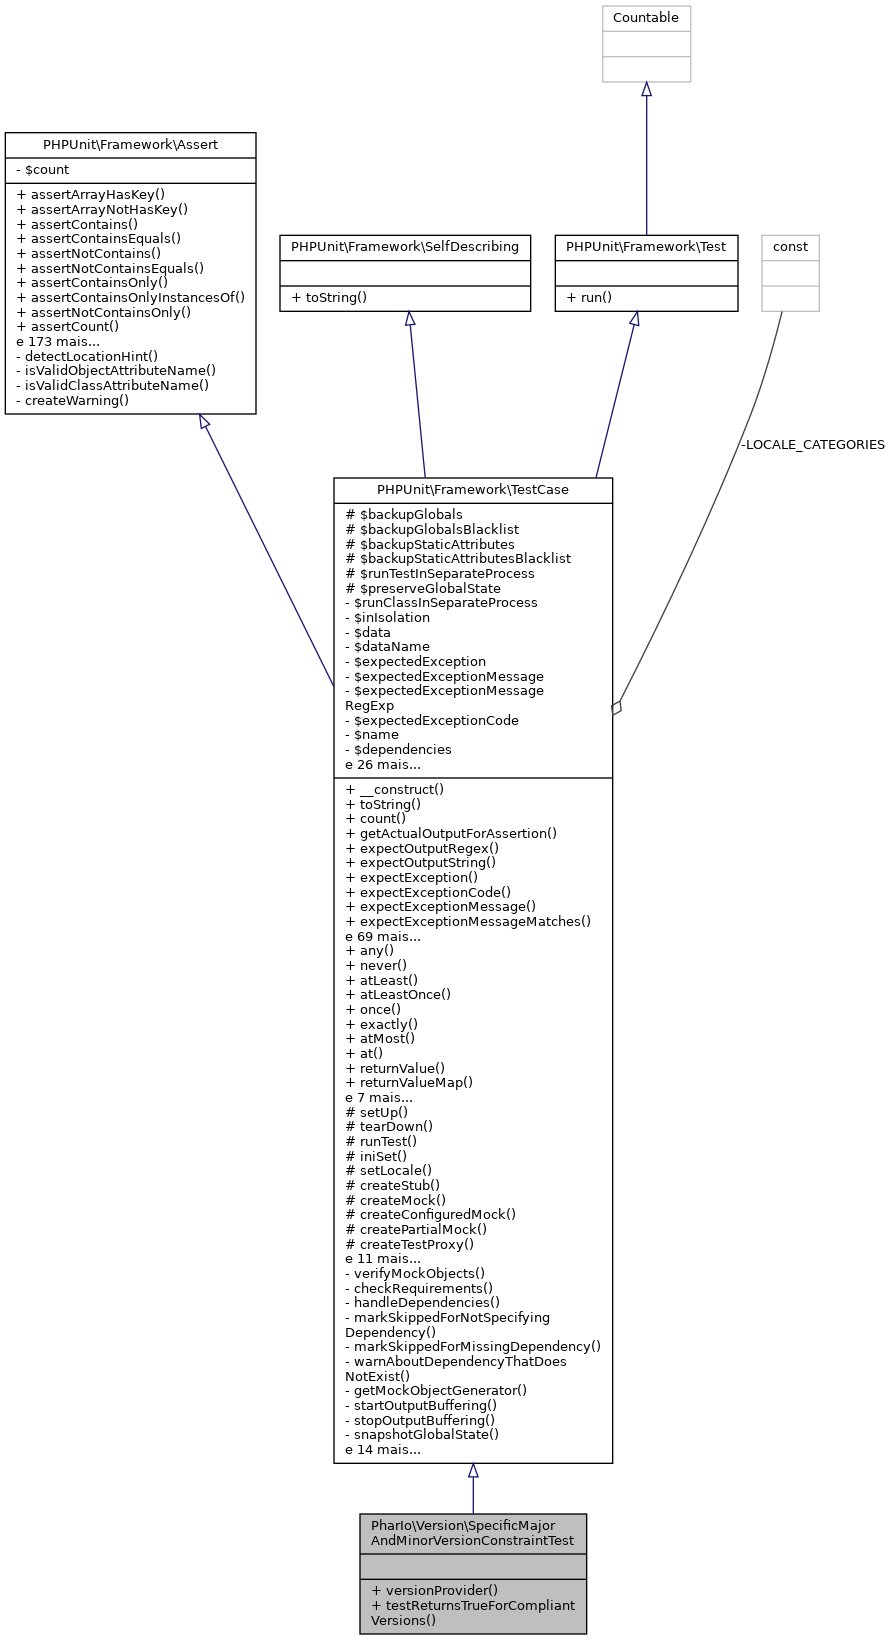 Countable
PHPUnit\Framework\Assert
- $count
+ assertArrayHasKey()
+ assertArrayNotHasKey()
+ assertContains()
+ assertContainsEquals()
+ assertNotContains()
+ assertNotContainsEquals()
+ assertContainsOnly()
+ assertContainsOnlyInstancesOf()
+ assertNotContainsOnly()
+ assertCount()
e 173 mais...
- detectLocationHint()
- isValidObjectAttributeName()
- isValidClassAttributeName()
- createWarning()
PHPUnit\Framework\SelfDescribing
+ toString()
PHPUnit\Framework\Test
+ run()
const
-LOCALE_CATEGORIES
PHPUnit\Framework\TestCase
# $backupGlobals
# $backupGlobalsBlacklist
# $backupStaticAttributes
# $backupStaticAttributesBlacklist
# $runTestInSeparateProcess
# $preserveGlobalState
- $runClassInSeparateProcess
- $inIsolation
- $data
- $dataName
- $expectedException
- $expectedExceptionMessage
- $expectedExceptionMessage
RegExp
- $expectedExceptionCode
- $name
- $dependencies
e 26 mais...
+ __construct()
+ toString()
+ count()
+ getActualOutputForAssertion()
+ expectOutputRegex()
+ expectOutputString()
+ expectException()
+ expectExceptionCode()
+ expectExceptionMessage()
+ expectExceptionMessageMatches()
e 69 mais...
+ any()
+ never()
+ atLeast()
+ atLeastOnce()
+ once()
+ exactly()
+ atMost()
+ at()
+ returnValue()
+ returnValueMap()
e 7 mais...
# setUp()
# tearDown()
# runTest()
# iniSet()
# setLocale()
# createStub()
# createMock()
# createConfiguredMock()
# createPartialMock()
# createTestProxy()
e 11 mais...
- verifyMockObjects()
- checkRequirements()
- handleDependencies()
- markSkippedForNotSpecifying
Dependency()
- markSkippedForMissingDependency()
- warnAboutDependencyThatDoes
NotExist()
- getMockObjectGenerator()
- startOutputBuffering()
- stopOutputBuffering()
- snapshotGlobalState()
e 14 mais...
PharIo\Version\SpecificMajor
AndMinorVersionConstraintTest
+ versionProvider()
+ testReturnsTrueForCompliant
Versions()